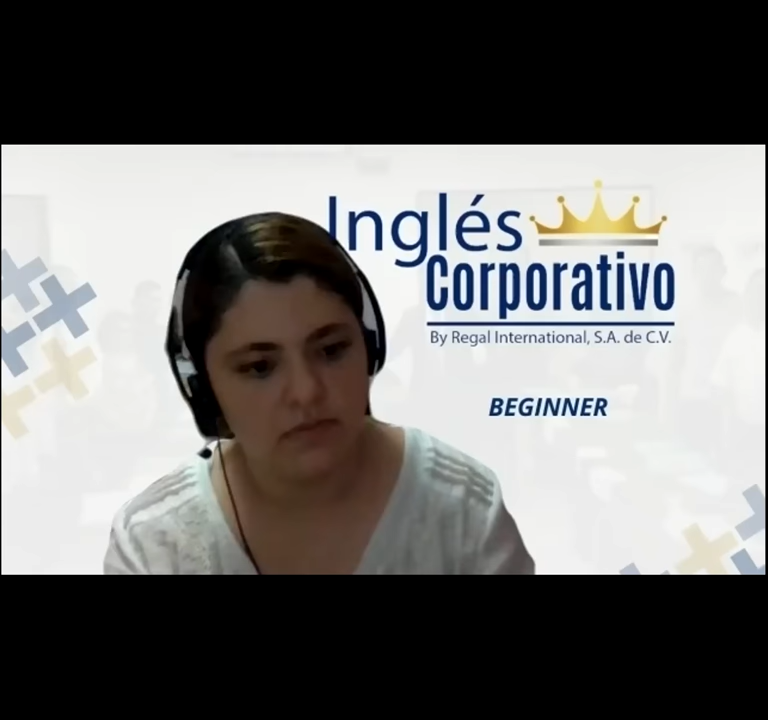 Inglés
Corporativo
By Regal International, S.A. de C.V.
BEGINNER